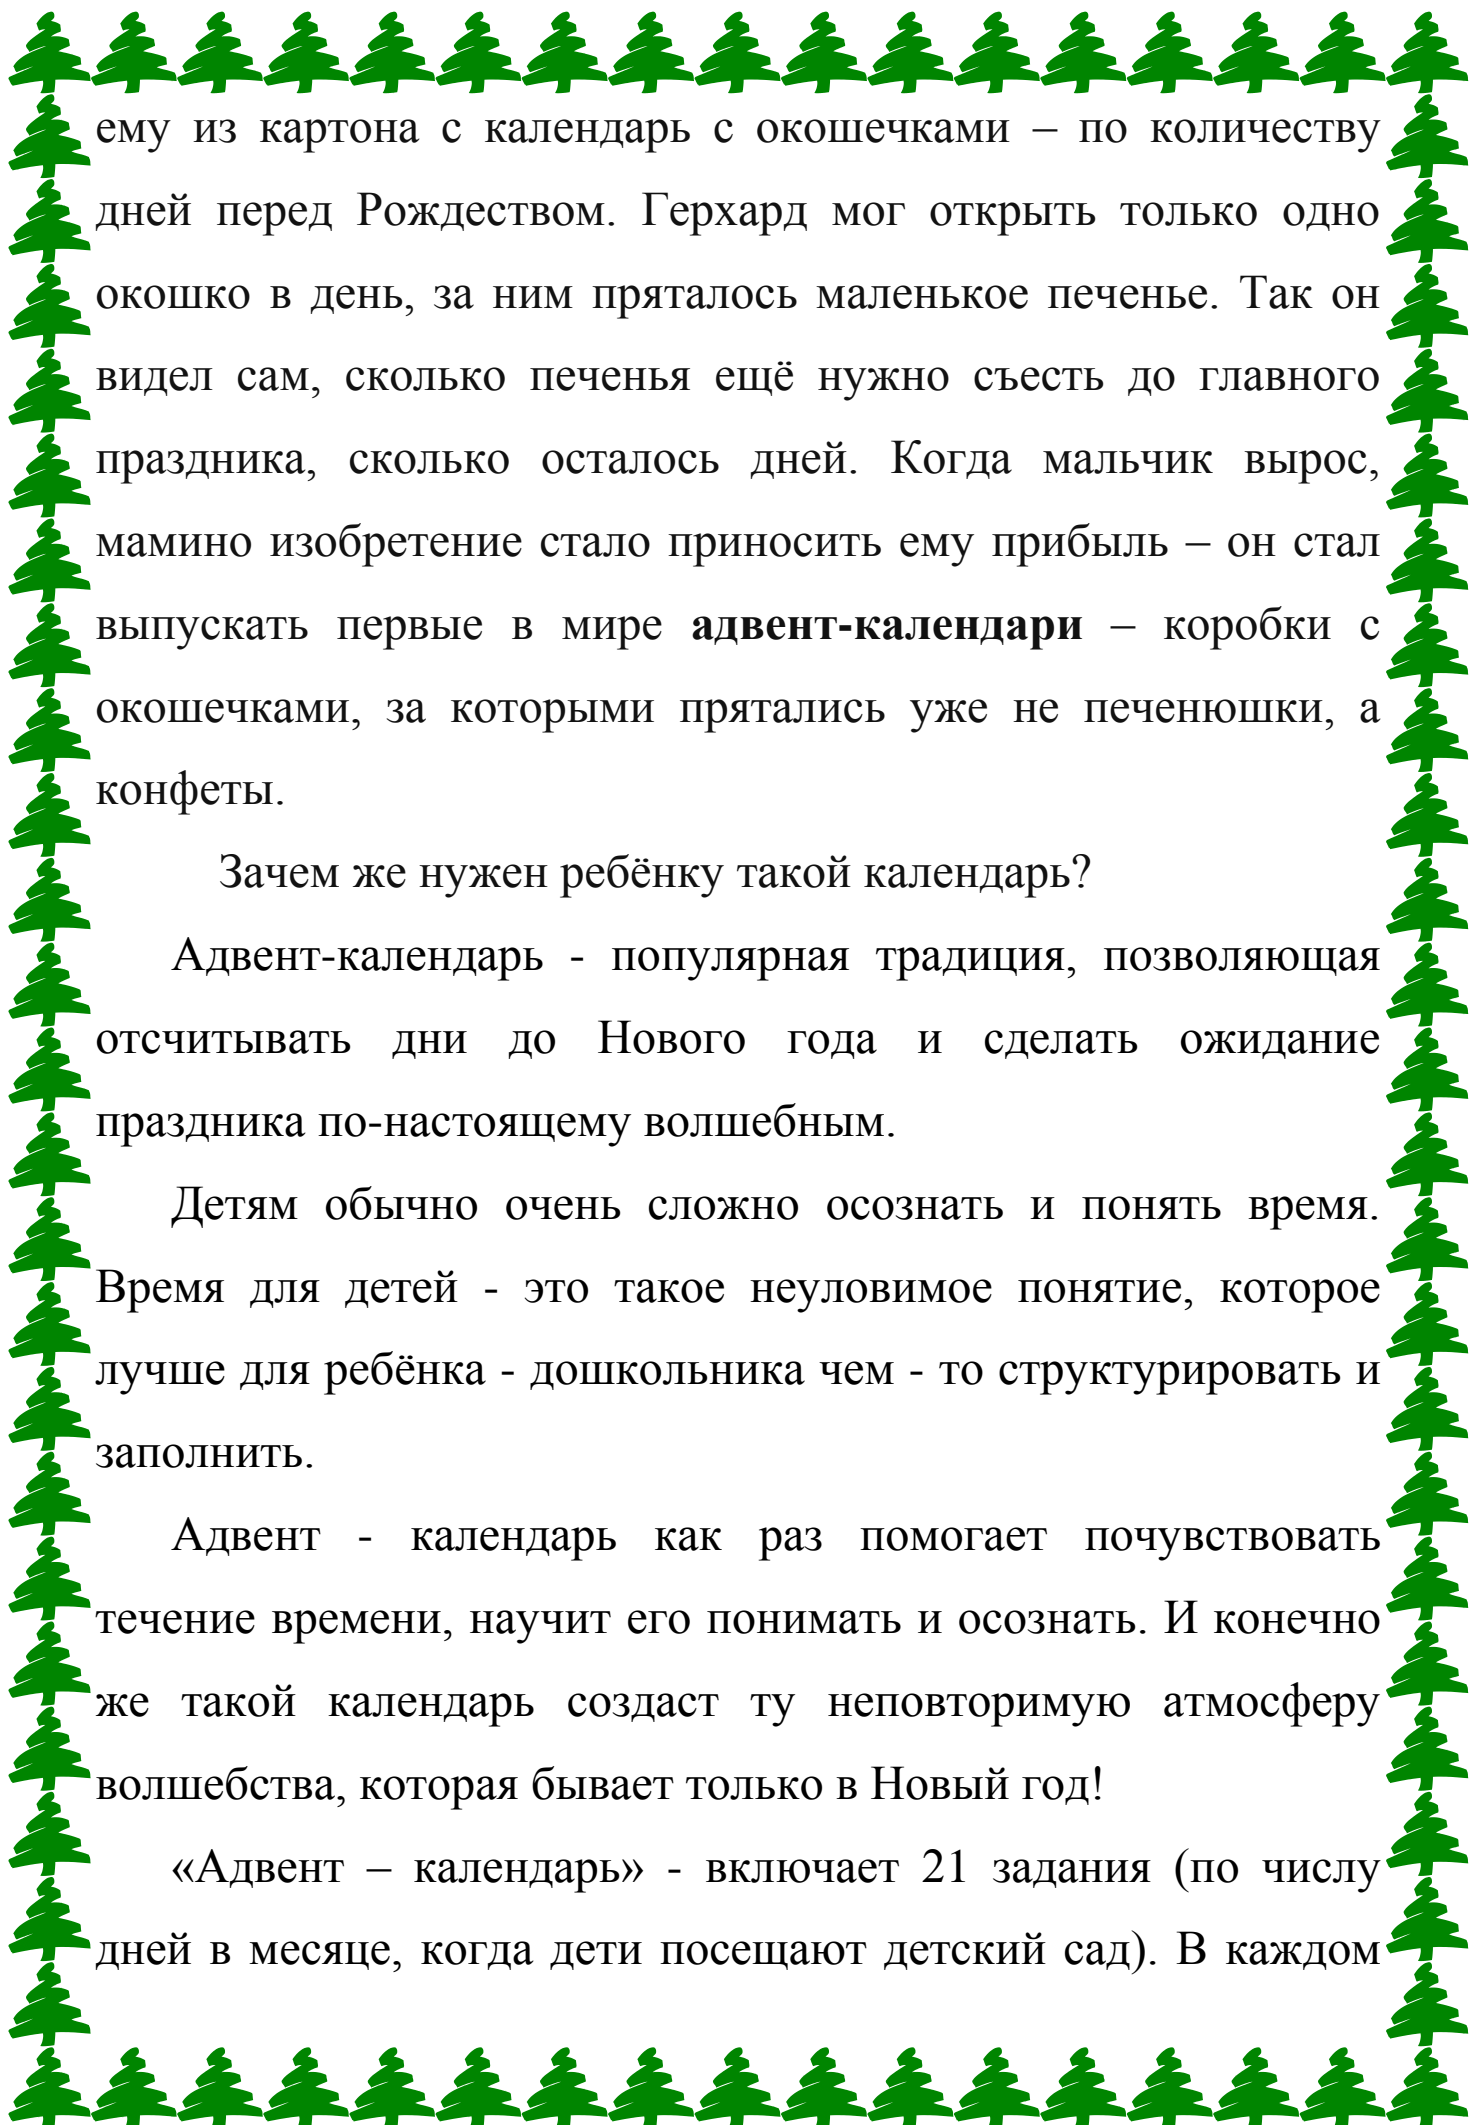 ему из картона с календарь с окошечками – по количеству
дней перед Рождеством. Герхард мог открыть только одно
окошко в день, за ним пряталось маленькое печенье. Так он
видел сам, сколько печенья ещё нужно съесть до главного
праздника, сколько осталось дней. Когда мальчик вырос,
мамино изобретение стало приносить ему прибыль – он стал
выпускать первые в мире адвент-календари – коробки с
окошечками, за которыми прятались уже не печенюшки, а
конфеты.
Зачем же нужен ребёнку такой календарь?
Адвент-календарь - популярная традиция, позволяющая
отсчитывать дни до Нового года и сделать ожидание
праздника по-настоящему волшебным.
Детям обычно очень сложно осознать и понять время.
Время для детей - это такое неуловимое понятие, которое
лучше для ребёнка - дошкольника чем - то структурировать и
заполнить.
Адвент - календарь как раз помогает почувствовать
течение времени, научит его понимать и осознать. И конечно
же такой календарь создаст ту неповторимую атмосферу
волшебства, которая бывает только в Новый год!
«Адвент – календарь» - включает 21 задания (по числу
дней в месяце, когда дети посещают детский сад). В каждом